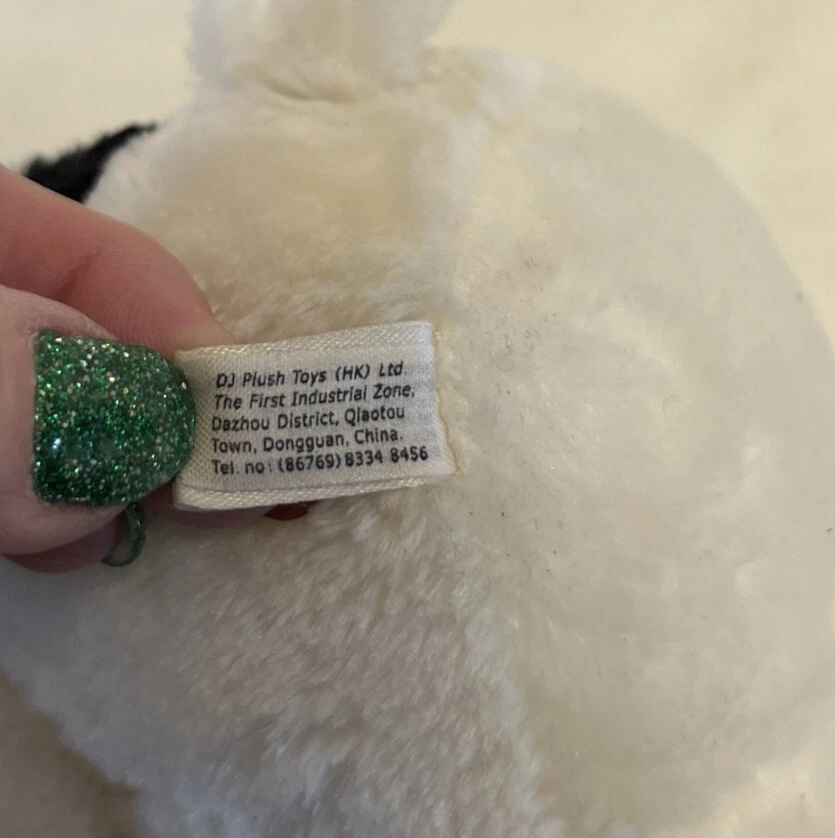 DJ Plush Toys (HK) Ltd.
The First Industrial Zone,
Dazhou District, Qiaotou
Town, Dongguan, China.
Tel. no: (86769) 8334 8456